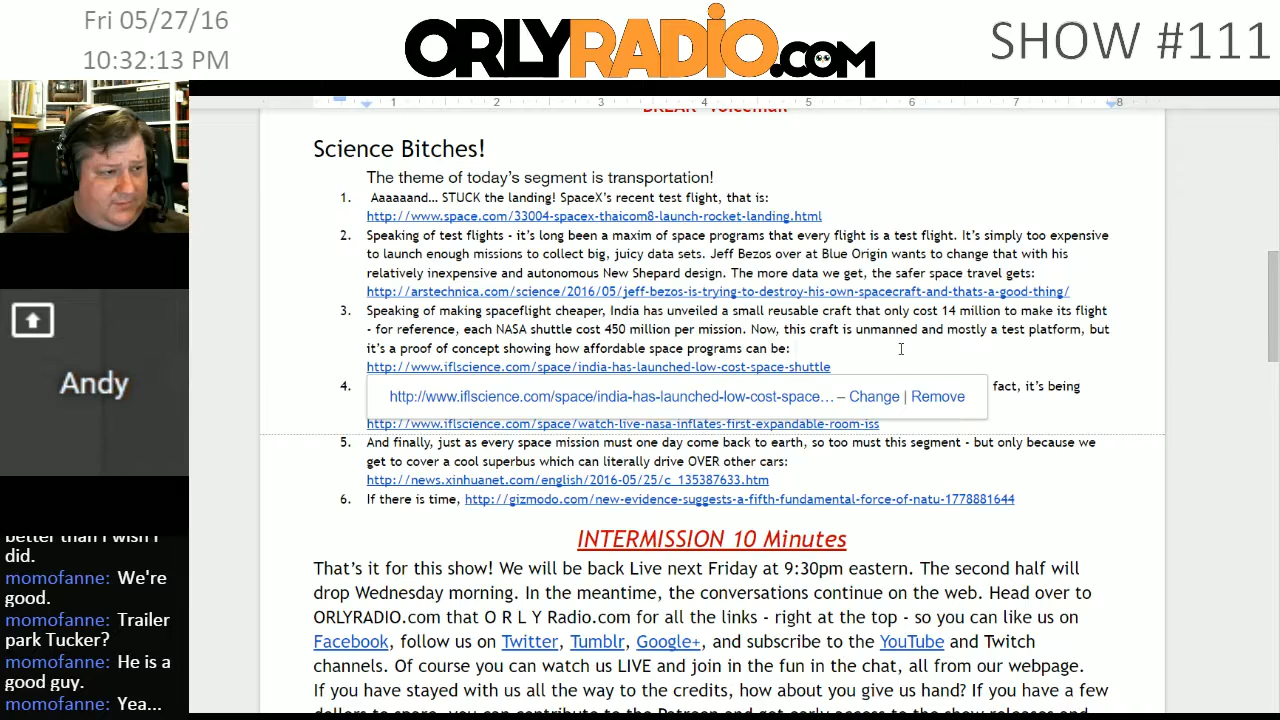 Fri 05/27/16
10:32:13 PM
ORLYRADIO.COM
SHOW #111
1 2 3 4 5 6 7 8
Science Bitches!
The theme of today's segment is transportation!
1. Aaaaaand… STUCK the landing! SpaceX's recent test flight, that is:
http://www.space.com/33004-spacex-thaicom8-launch-rocket-landing.html
2. Speaking of test flights - it's long been a maxim of space programs that every flight is a test flight. It's simply too expensive
to launch enough missions to collect big, juicy data sets. Jeff Bezos over at Blue Origin wants to change that with his
relatively inexpensive and autonomous New Shepard design. The more data we get, the safer space travel gets:
http://arstechnica.com/science/2016/05/jeff-bezos-is-trying-to-destroy-his-own-spacecraft-and-thats-a-good-thing/
3. Speaking of making spaceflight cheaper, India has unveiled a small reusable craft that only cost 14 million to make its flight
- for reference, each NASA shuttle cost 450 million per mission. Now, this craft is unmanned and mostly a test platform, but
it's a proof of concept showing how affordable space programs can be:
http://www.iflscience.com/space/india-has-launched-low-cost-space-shuttle
4. fact, it's being
http://www.iflscience.com/space/india-has-launched-low-cost-space… – Change | Remove
http://www.iflscience.com/space/watch-live-nasa-inflates-first-expandable-room-iss
5. And finally, just as every space mission must one day come back to earth, so too must this segment - but only because we
get to cover a cool superbus which can literally drive OVER other cars:
http://news.xinhuanet.com/english/2016-05/25/c_135387633.htm
6. If there is time, http://gizmodo.com/new-evidence-suggests-a-fifth-fundamental-force-of-natu-1778881644
INTERMISSION 10 Minutes
That's it for this show! We will be back Live next Friday at 9:30pm eastern. The second half will
drop Wednesday morning. In the meantime, the conversations continue on the web. Head over to
ORLYRADIO.com that O R L Y Radio.com for all the links - right at the top - so you can like us on
Facebook, follow us on Twitter, Tumblr, Google+, and subscribe to the YouTube and Twitch
channels. Of course you can watch us LIVE and join in the fun in the chat, all from our webpage.
If you have stayed with us all the way to the credits, how about you give us hand? If you have a few
Andy
better than I wish I
did.
momofanne: We're
good.
momofanne: Trailer
park Tucker?
momofanne: He is a
good guy.
momofanne: Yea...